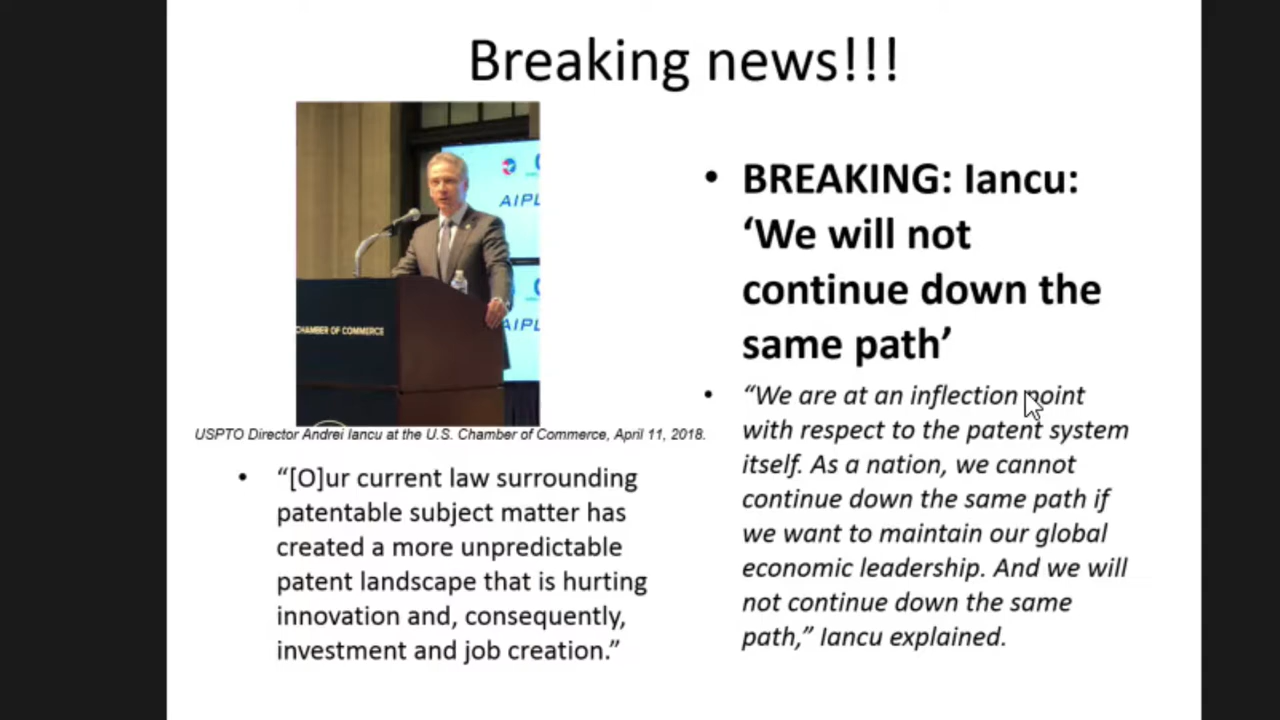 Breaking news!!!
AIPL
AIPL
CHAMBER OF COMMERCE
USPTO Director Andrei Iancu at the U.S. Chamber of Commerce, April 11, 2018.
• “[O]ur current law surrounding
patentable subject matter has
created a more unpredictable
patent landscape that is hurting
innovation and, consequently,
investment and job creation.”
• BREAKING: Iancu:
‘We will not
continue down the
same path’
• “We are at an inflection point
with respect to the patent system
itself. As a nation, we cannot
continue down the same path if
we want to maintain our global
economic leadership. And we will
not continue down the same
path,” Iancu explained.